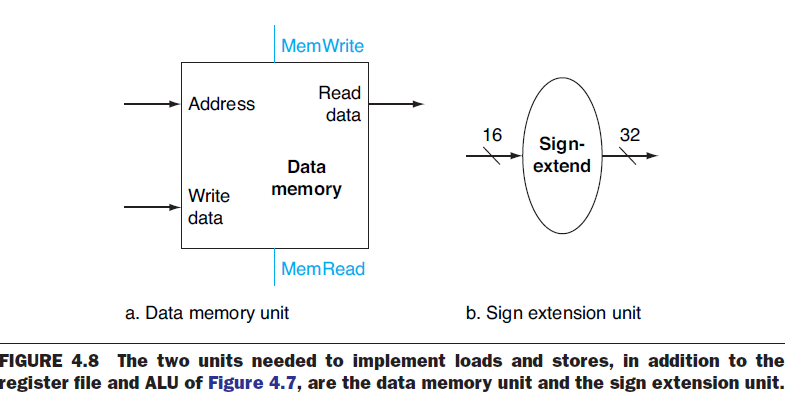 MemWrite
Address
Read
data
Data
memory
Write
data
MemRead
a. Data memory unit
16
Sign-
extend
32
b. Sign extension unit
FIGURE 4.8 The two units needed to implement loads and stores, in addition to the
register file and ALU of Figure 4.7, are the data memory unit and the sign extension unit.